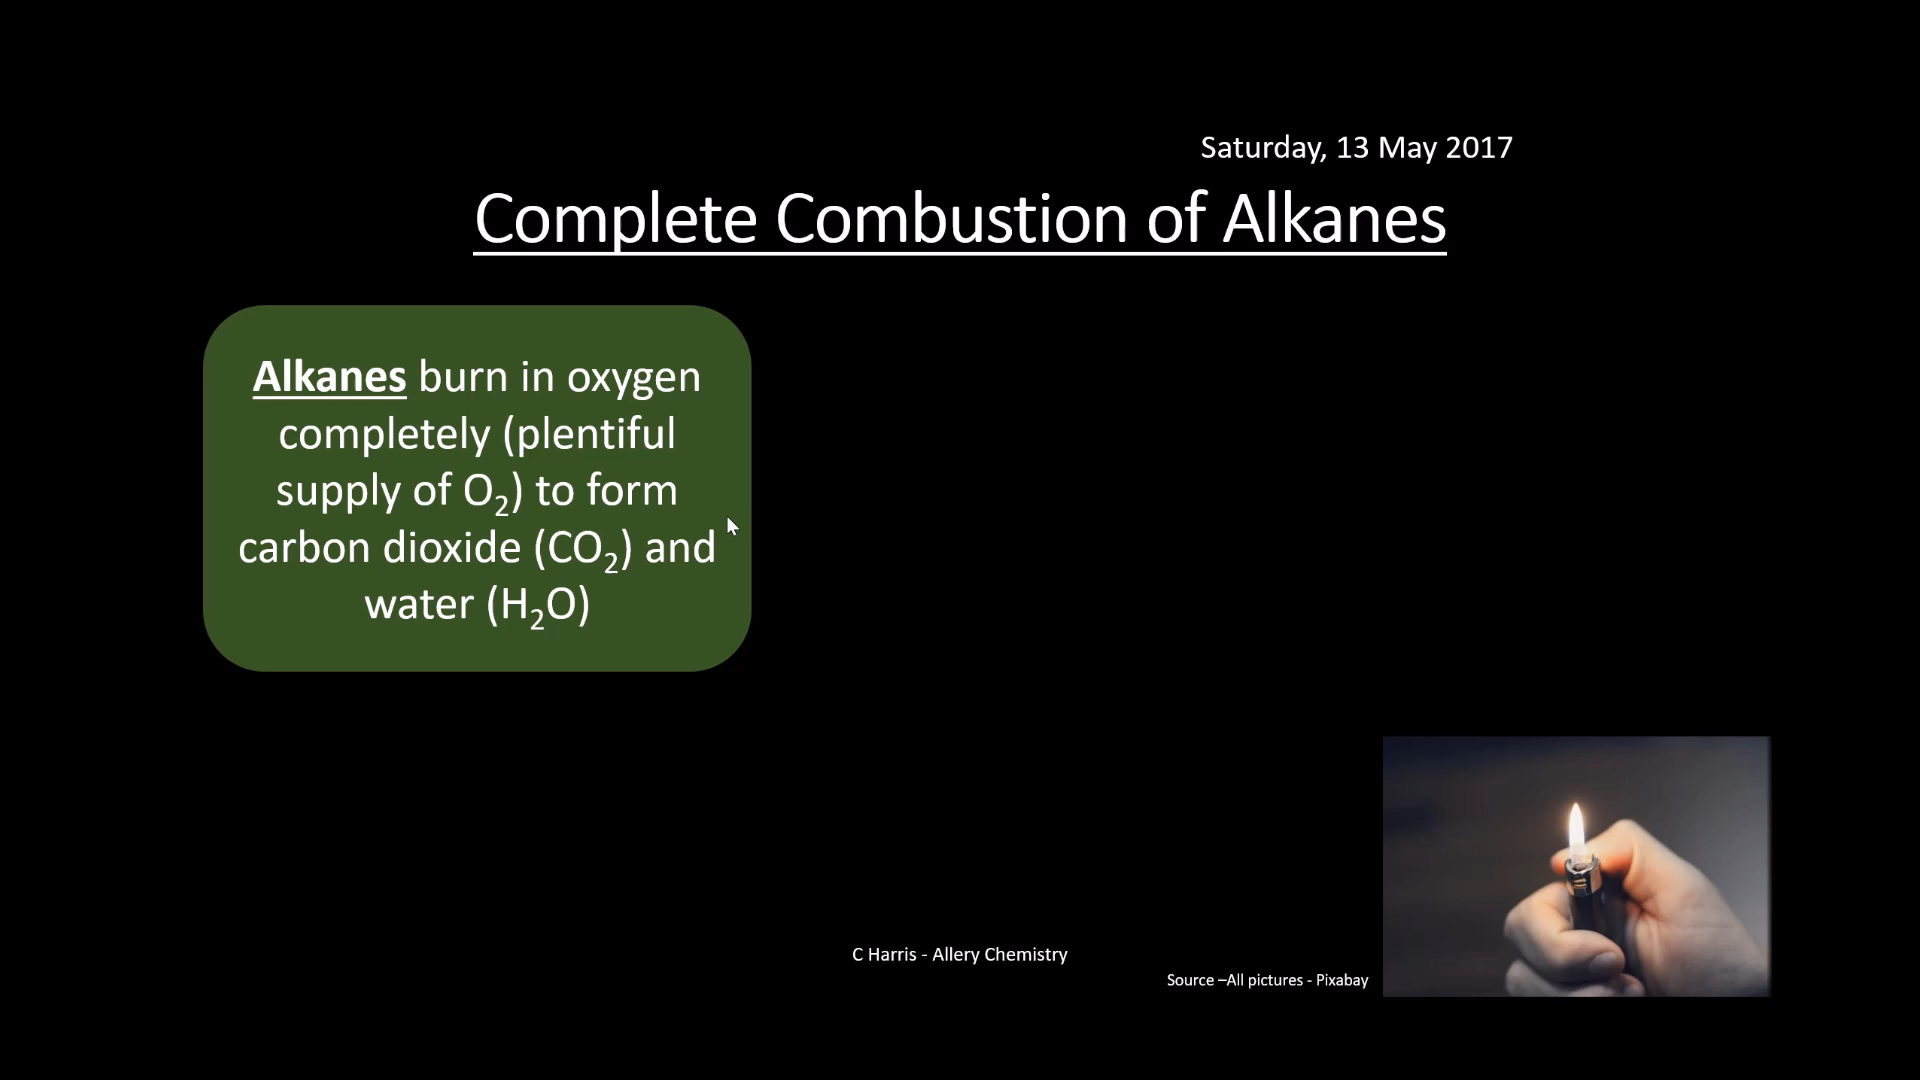 Saturday, 13 May 2017
Complete Combustion of Alkanes
Alkanes burn in oxygen
completely (plentiful
supply of O₂) to form
carbon dioxide (CO₂) and
water (H₂O)
C Harris - Allery Chemistry
Source –All pictures - Pixabay